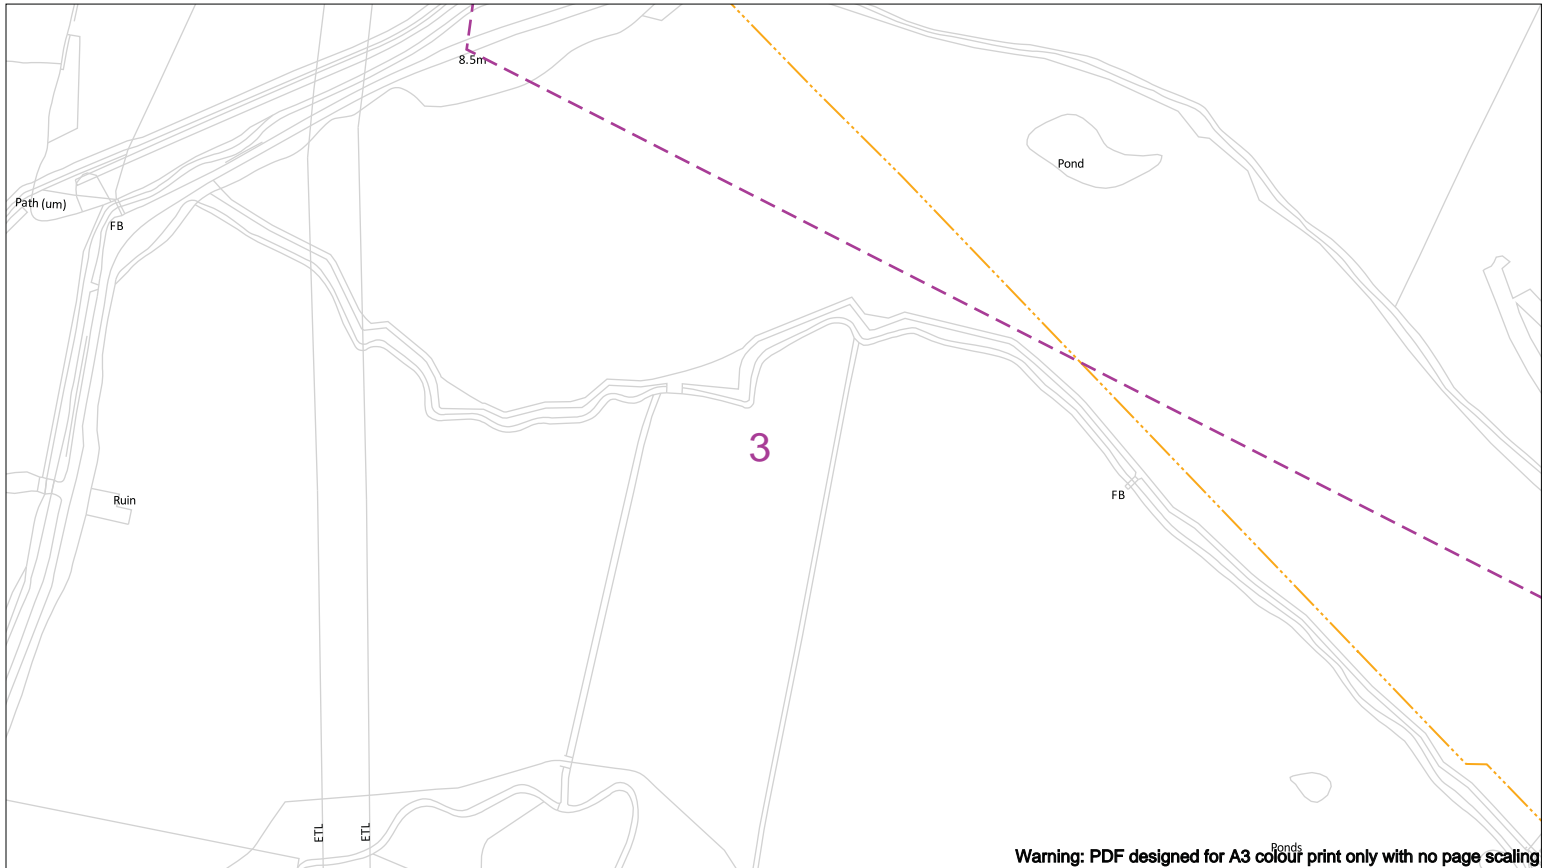 8.5m
Pond
Path (um)
FB
3
FB
Ruin
ETL
ETL
Ponds
Warning: PDF designed for A3 colour print only with no page scaling